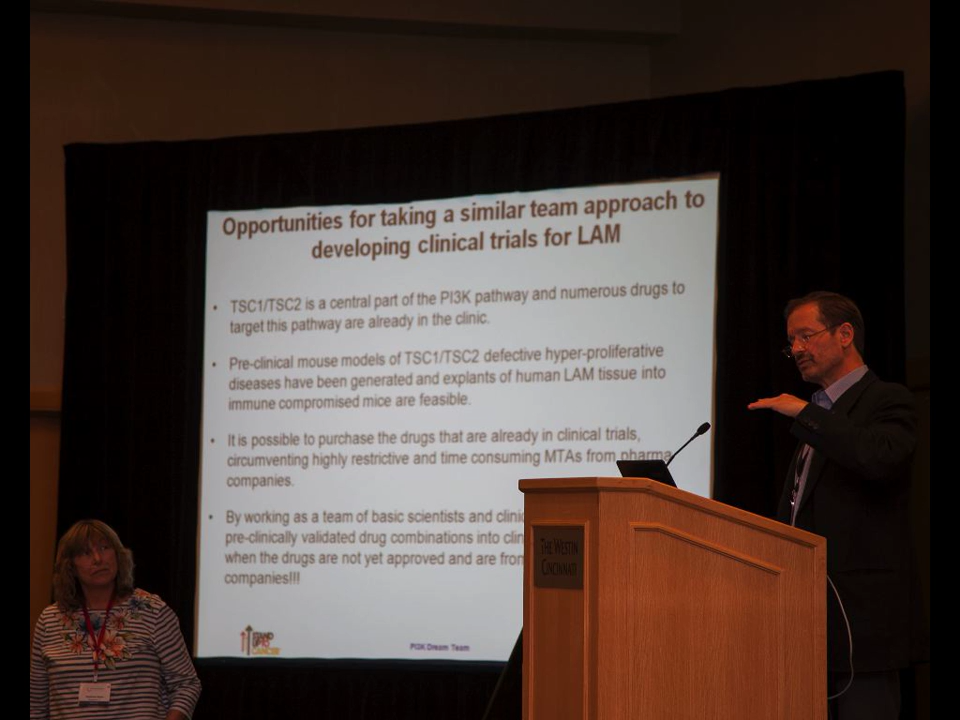 Opportunities for taking a similar team approach to
developing clinical trials for LAM
• TSC1/TSC2 is a central part of the PI3K pathway and numerous drugs to
target this pathway are already in the clinic.
• Pre-clinical mouse models of TSC1/TSC2 defective hyper-proliferative
diseases have been generated and explants of human LAM tissue into
immune compromised mice are feasible.
• It is possible to purchase the drugs that are already in clinical trials,
circumventing highly restrictive and time consuming MTAs from pharma
companies.
• By working as a team of basic scientists and clinic
pre-clinically validated drug combinations into clin
when the drugs are not yet approved and are from
companies!!!
STAND
UP TO
CANCER
PI3K Dream Team
THE WESTIN
CINCINNATI